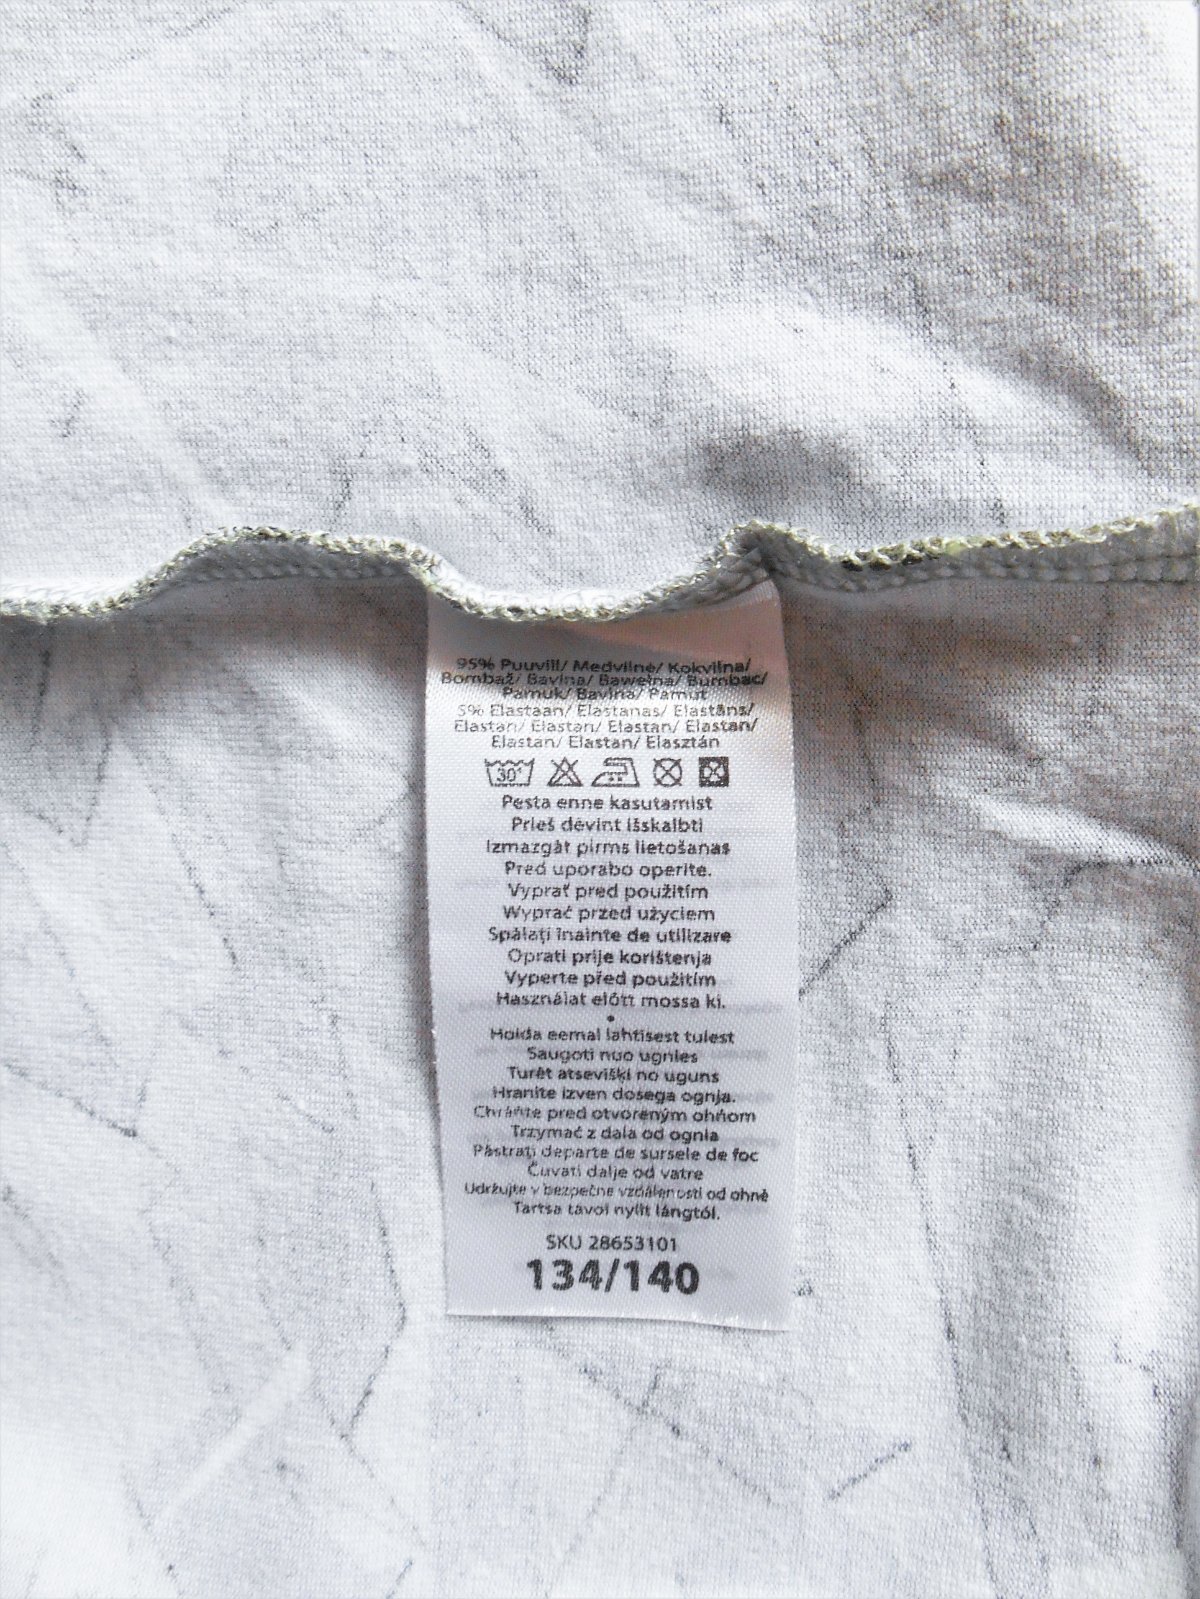 95% Puuvill/ Medvilnė/ Kokvilna/
Bombaž/ Bavlna/ Bawełna/ Bumbac/
Pamuk/ Bavlna/ Pamut
5% Elastaan/ Elastanas/ Elastāns/
Elastan/ Elastan/ Elastan/ Elastan/
Elastan/ Elastan/ Elasztán
30°
Pesta enne kasutamist
Prieš dėvint išskalbti
Izmazgāt pirms lietošanas
Pred uporabo operite.
Vyprať pred použitím
Wyprać przed użyciem
Spălați înainte de utilizare
Oprati prije korištenja
Vyperte před použitím
Használat előtt mossa ki.
•
Hoida eemal lahtisest tulest
Saugoti nuo ugnies
Turēt atsevišķi no uguns
Hranite izven dosega ognja.
Chráňte pred otvoreným ohňom
Trzymać z dala od ognia
Păstrați departe de sursele de foc
Čuvati dalje od vatre
Udržujte v bezpečné vzdálenosti od ohně
Tartsa távol nyílt lángtól.
SKU 28653101
134/140